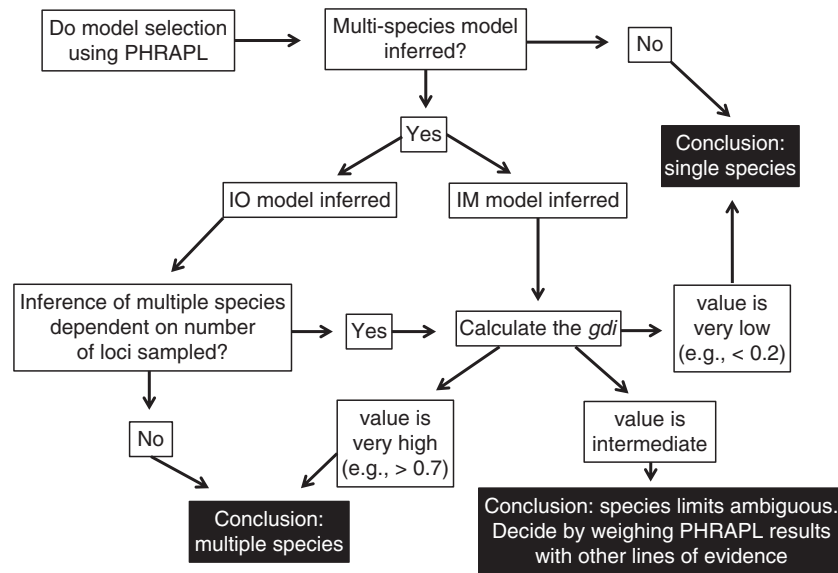 Do model selection
using PHRAPL
Multi-species model
inferred?
No
Yes
Conclusion:
single species
IO model inferred
IM model inferred
Inference of multiple species
dependent on number
of loci sampled?
Yes
Calculate the gdi
value is
very low
(e.g., < 0.2)
No
value is
very high
(e.g., > 0.7)
value is
intermediate
Conclusion:
multiple species
Conclusion: species limits ambiguous.
Decide by weighing PHRAPL results
with other lines of evidence